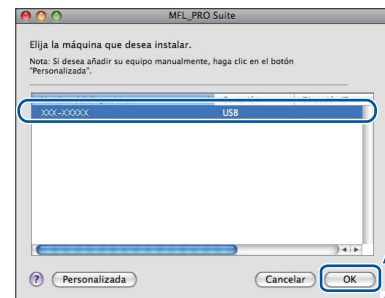 MFL_PRO Suite
Elija la máquina que desea instalar.
Nota: Si desea añadir su equipo manualmente, haga clic en el botón
"Personalizada".
XXX-XXXXX USB
? Personalizada Cancelar OK